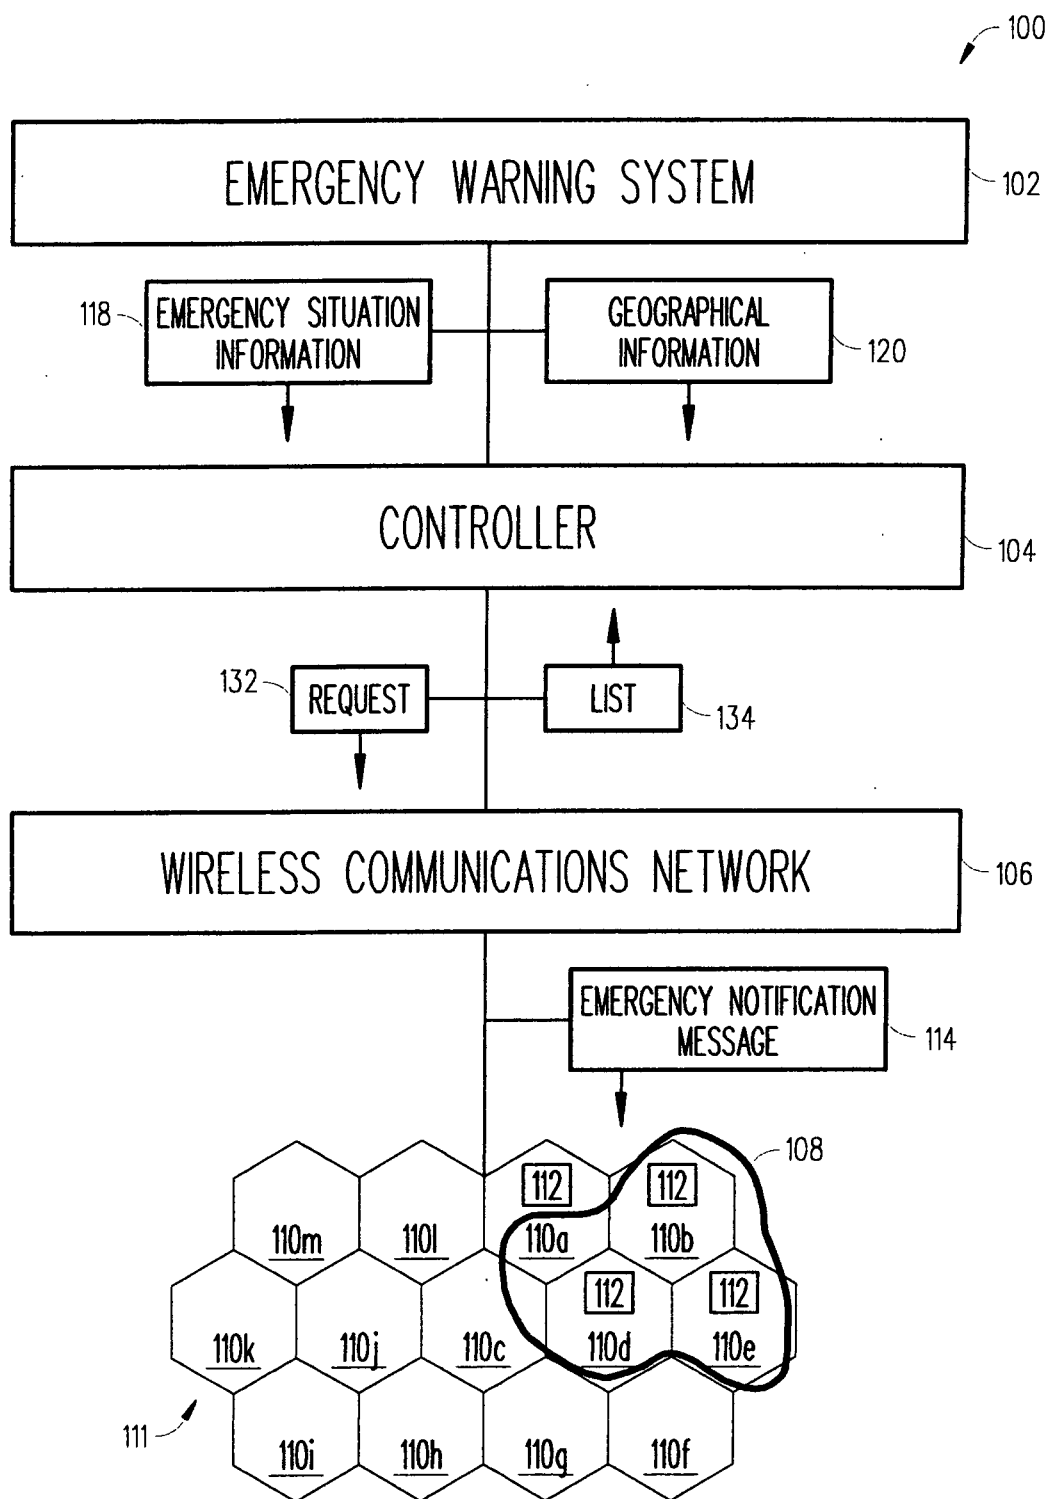 100
EMERGENCY WARNING SYSTEM
102
118
EMERGENCY SITUATION
INFORMATION
GEOGRAPHICAL
INFORMATION
120
CONTROLLER
104
132
REQUEST
LIST
134
WIRELESS COMMUNICATIONS NETWORK
106
EMERGENCY NOTIFICATION
MESSAGE
114
108
112
112
110m
110l
110a
110b
112
112
110k
110j
110c
110d
110e
111
110i
110h
110g
110f